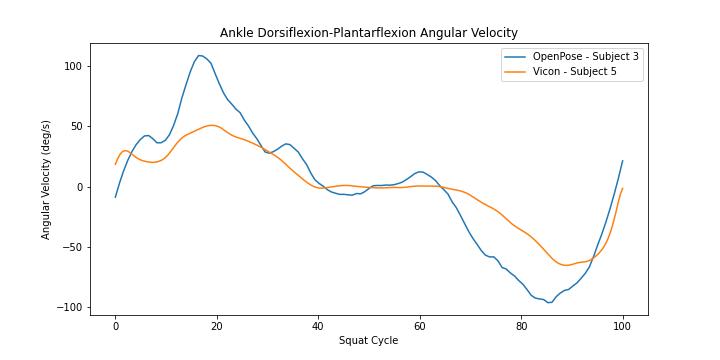 Ankle Dorsiflexion-Plantarflexion Angular Velocity
OpenPose - Subject 3
Vicon - Subject 5
Angular Velocity (deg/s)
100
50
0
−50
−100
0
20
40
60
80
100
Squat Cycle